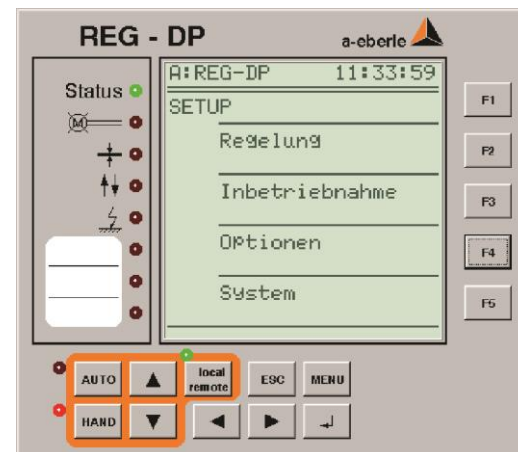 REG - DP
a-eberle
A:REG-DP 11:33:59
SETUP
Regelung
Inbetriebnahme
Optionen
System
Status
M
F1
F2
F3
F4
F5
AUTO
local
remote
ESC
MENU
HAND